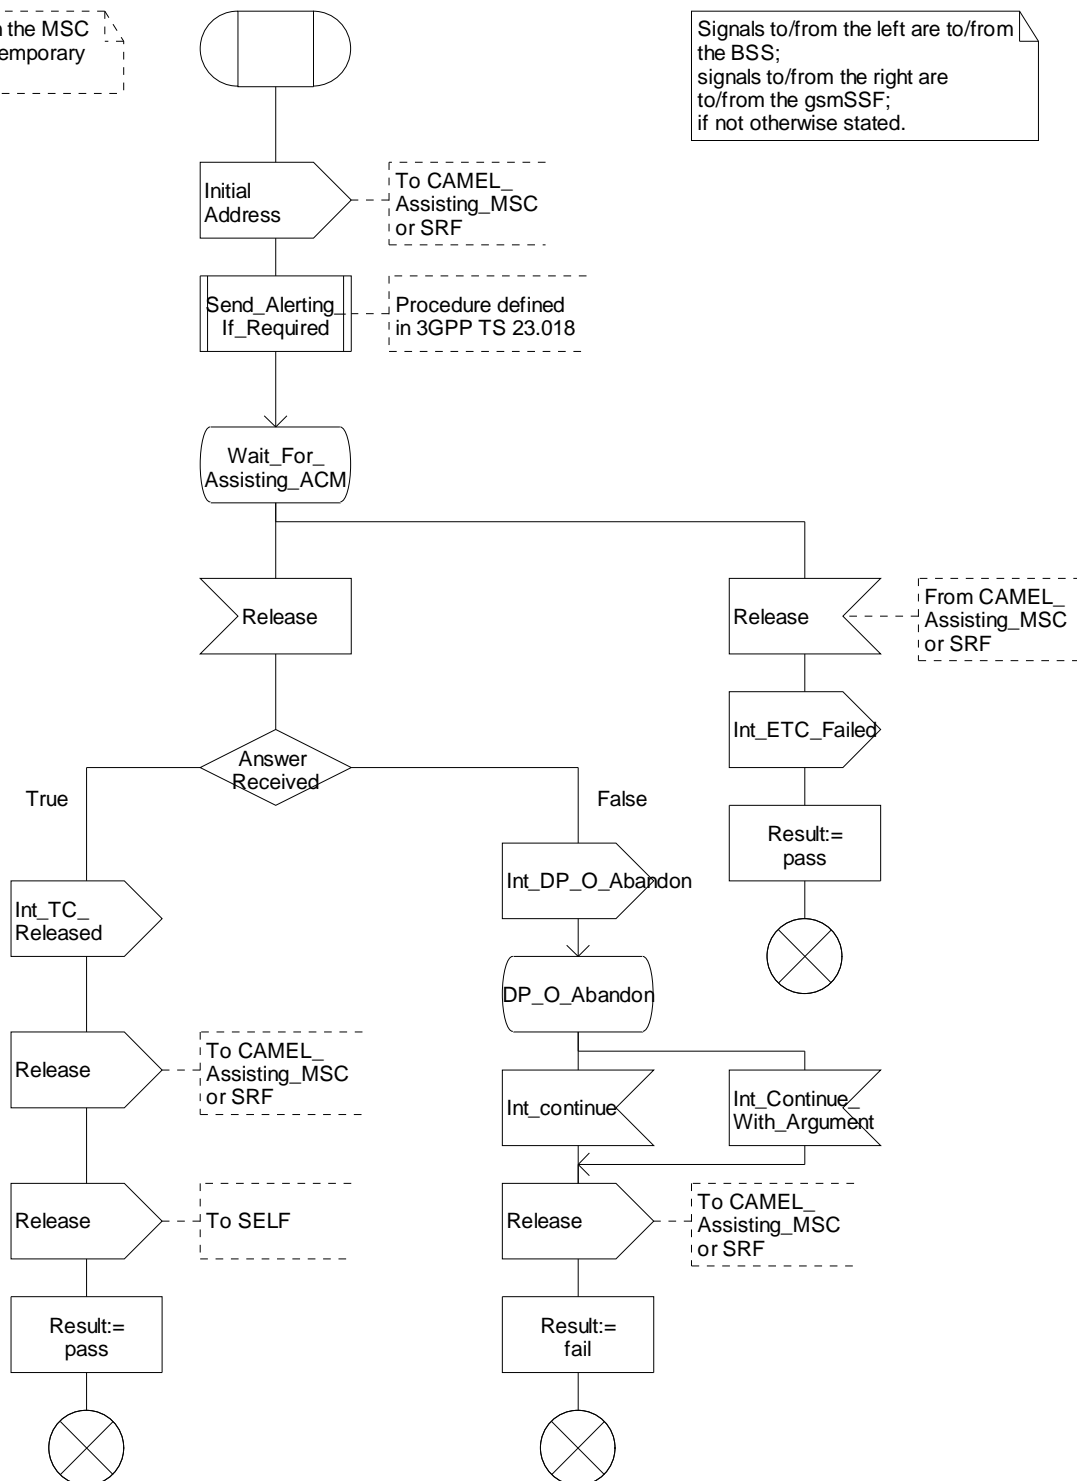 the MSC
emporary
Signals to/from the left are to/from
the BSS;
signals to/from the right are
to/from the gsmSSF;
if not otherwise stated.
Initial
Address
To CAMEL_
Assisting_MSC
or SRF
Send_Alerting_
If_Required
Procedure defined
in 3GPP TS 23.018
Wait_For_
Assisting_ACM
Release
Release
From CAMEL_
Assisting_MSC
or SRF
Int_ETC_Failed
Answer
Received
True
False
Result:=
pass
Int_DP_O_Abandon
Int_TC_
Released
DP_O_Abandon
Release
To CAMEL_
Assisting_MSC
or SRF
Int_continue
Int_Continue_
With_Argument
Release
To SELF
Release
To CAMEL_
Assisting_MSC
or SRF
Result:=
pass
Result:=
fail